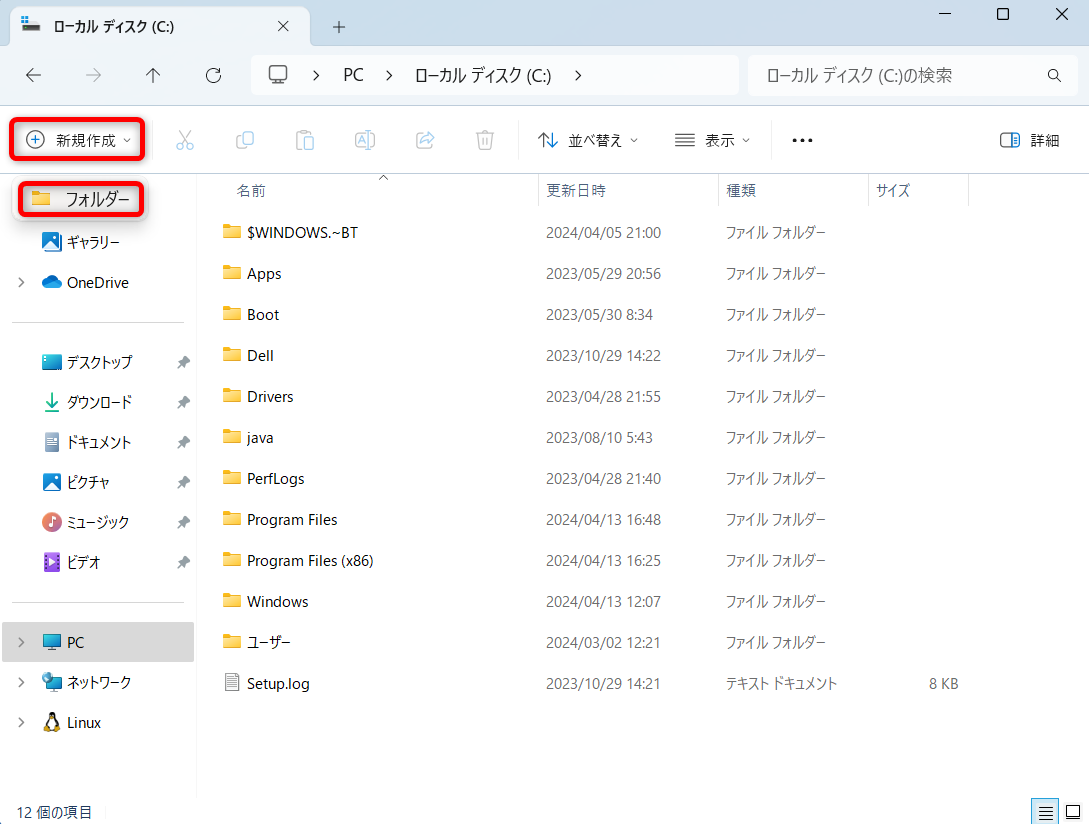 ローカル ディスク (C:)
PC ローカル ディスク (C:) ローカル ディスク (C:)の検索
新規作成 並べ替え 表示 詳細
フォルダー
ギャラリー
OneDrive
デスクトップ
ダウンロード
ドキュメント
ピクチャ
ミュージック
ビデオ
PC
ネットワーク
Linux
名前 更新日時 種類 サイズ
$WINDOWS.~BT 2024/04/05 21:00 ファイル フォルダー
Apps 2023/05/29 20:56 ファイル フォルダー
Boot 2023/05/30 8:34 ファイル フォルダー
Dell 2023/10/29 14:22 ファイル フォルダー
Drivers 2023/04/28 21:55 ファイル フォルダー
java 2023/08/10 5:43 ファイル フォルダー
PerfLogs 2023/04/28 21:40 ファイル フォルダー
Program Files 2024/04/13 16:48 ファイル フォルダー
Program Files (x86) 2024/04/13 16:25 ファイル フォルダー
Windows 2024/04/13 12:07 ファイル フォルダー
ユーザー 2024/03/02 12:21 ファイル フォルダー
Setup.log 2023/10/29 14:21 テキスト ドキュメント 8 KB
12 個の項目